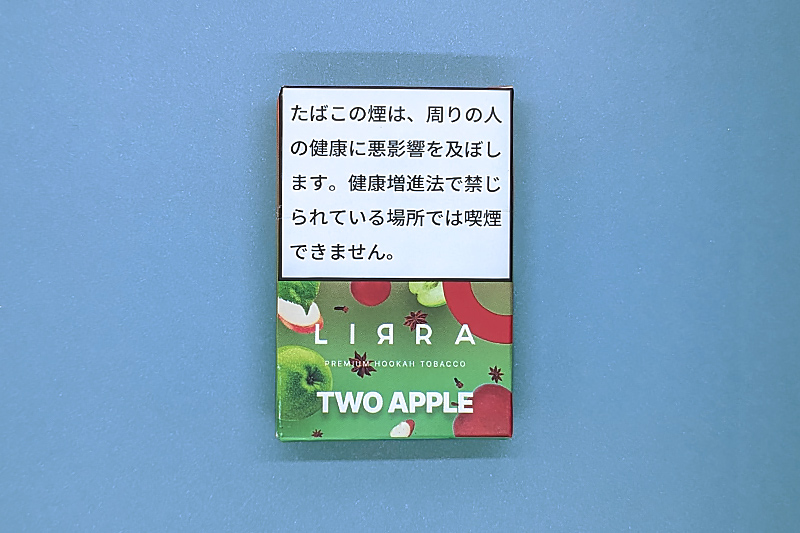 たばこの煙は、周りの人
の健康に悪影響を及ぼし
ます。健康増進法で禁じ
られている場所では喫煙
できません。
LIЯRA
PREMIUM HOOKAH TOBACCO
TWO APPLE